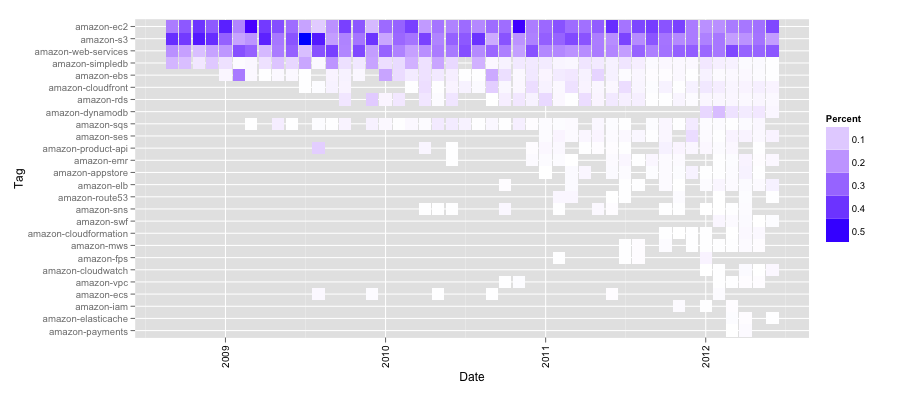 amazon-ec2
amazon-s3
amazon-web-services
amazon-simpledb
amazon-ebs
amazon-cloudfront
amazon-rds
amazon-dynamodb
amazon-sqs
amazon-ses
amazon-product-api
amazon-emr
amazon-appstore
amazon-elb
amazon-route53
amazon-sns
amazon-swf
amazon-cloudformation
amazon-mws
amazon-fps
amazon-cloudwatch
amazon-vpc
amazon-ecs
amazon-iam
amazon-elasticache
amazon-payments
Tag
2009
2010
2011
2012
Date
Percent
0.1
0.2
0.3
0.4
0.5